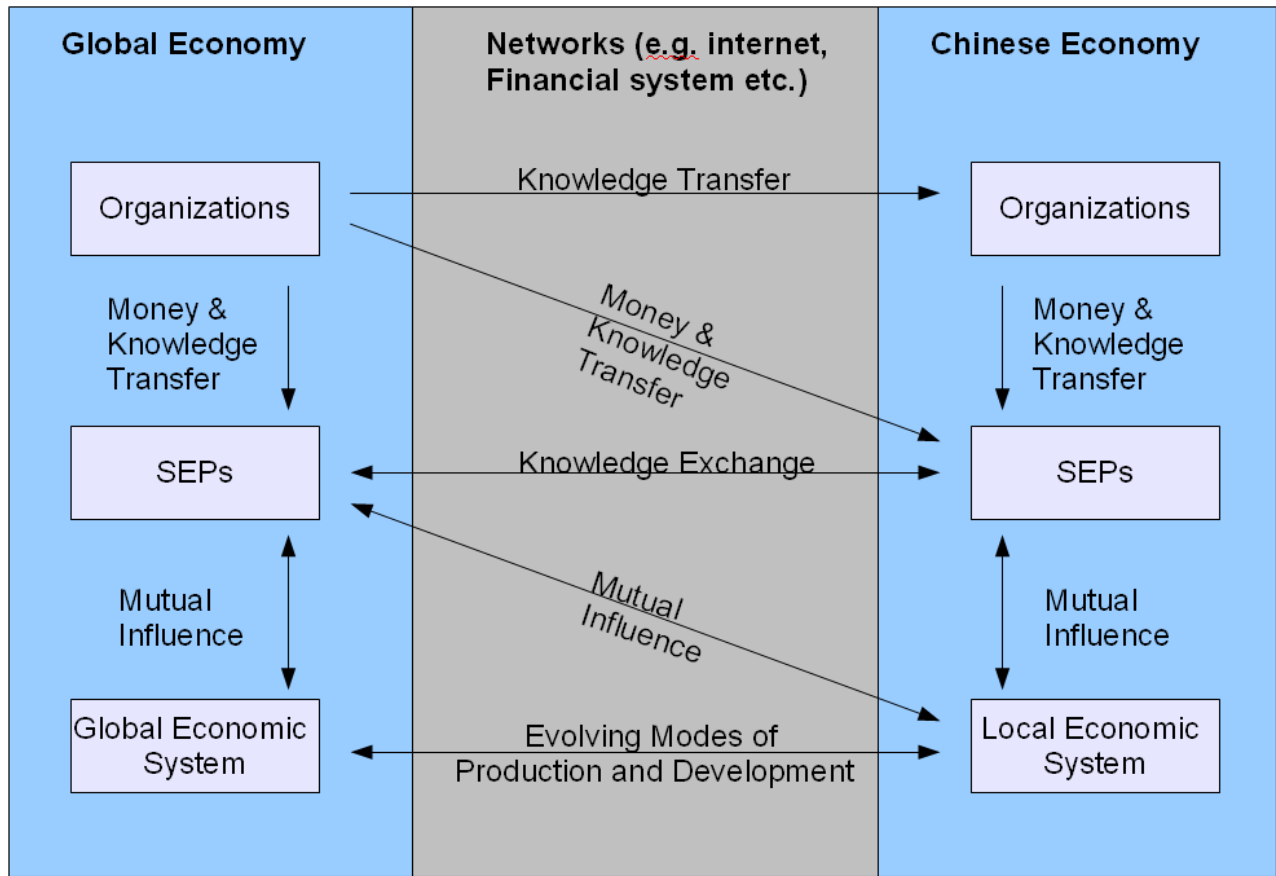 Global Economy
Networks (e.g. internet,
Financial system etc.)
Chinese Economy
Organizations
Knowledge Transfer
Organizations
Money &
Knowledge
Transfer
Money &
Knowledge
Transfer
Money &
Knowledge
Transfer
SEPs
Knowledge Exchange
SEPs
Mutual
Influence
Mutual
Influence
Mutual
Influence
Global Economic
System
Evolving Modes of
Production and Development
Local Economic
System